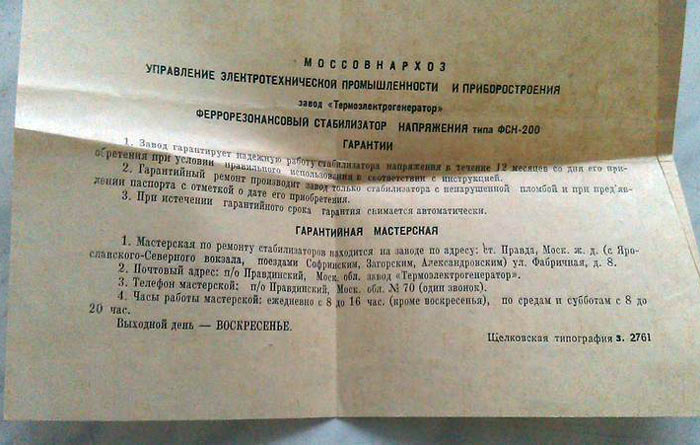 МОССОВНАРХОЗ
УПРАВЛЕНИЕ ЭЛЕКТРОТЕХНИЧЕСКОЙ ПРОМЫШЛЕННОСТИ И ПРИБОРОСТРОЕНИЯ
завод «Термоэлектрогенератор»
ФЕРРОРЕЗОНАНСОВЫЙ СТАБИЛИЗАТОР НАПРЯЖЕНИЯ типа ФСН-200
ГАРАНТИИ
1. Завод гарантирует надежную работу стабилизатора напряжения в течение 12 месяцев со дня его при-
обретения при условии правильного использования в соответствии с инструкцией.
2. Гарантийный ремонт производит завод только стабилизатора с ненарушенной пломбой и при пред'яв-
лении паспорта с отметкой о дате его приобретения.
3. При истечении гарантийного срока гарантия снимается автоматически.
ГАРАНТИЙНАЯ МАСТЕРСКАЯ
1. Мастерская по ремонту стабилизаторов находится на заводе по адресу: ст. Правда, Моск. ж. д. (с Яро-
славского-Северного вокзала, поездами Софринским, Загорским, Александровским) ул. Фабричная, д. 8.
2. Почтовый адрес: п/о Правдинский, Моск. обл. завод «Термоэлектрогенератор».
3. Телефон мастерской: п/о Правдинский, Моск. обл. № 70 (один звонок).
4. Часы работы мастерской: ежедневно с 8 до 16 час. (кроме воскресенья), по средам и субботам с 8 до
20 час.
Выходной день — ВОСКРЕСЕНЬЕ.
Щелковская типография з. 2761